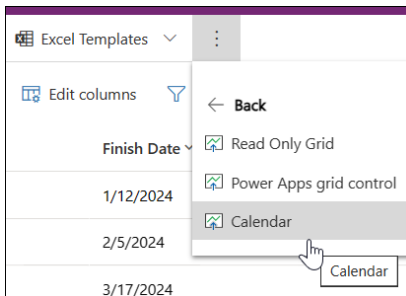 Excel Templates
Edit columns
Back
Finish Date
Read Only Grid
1/12/2024
Power Apps grid control
Calendar
2/5/2024
Calendar
3/17/2024